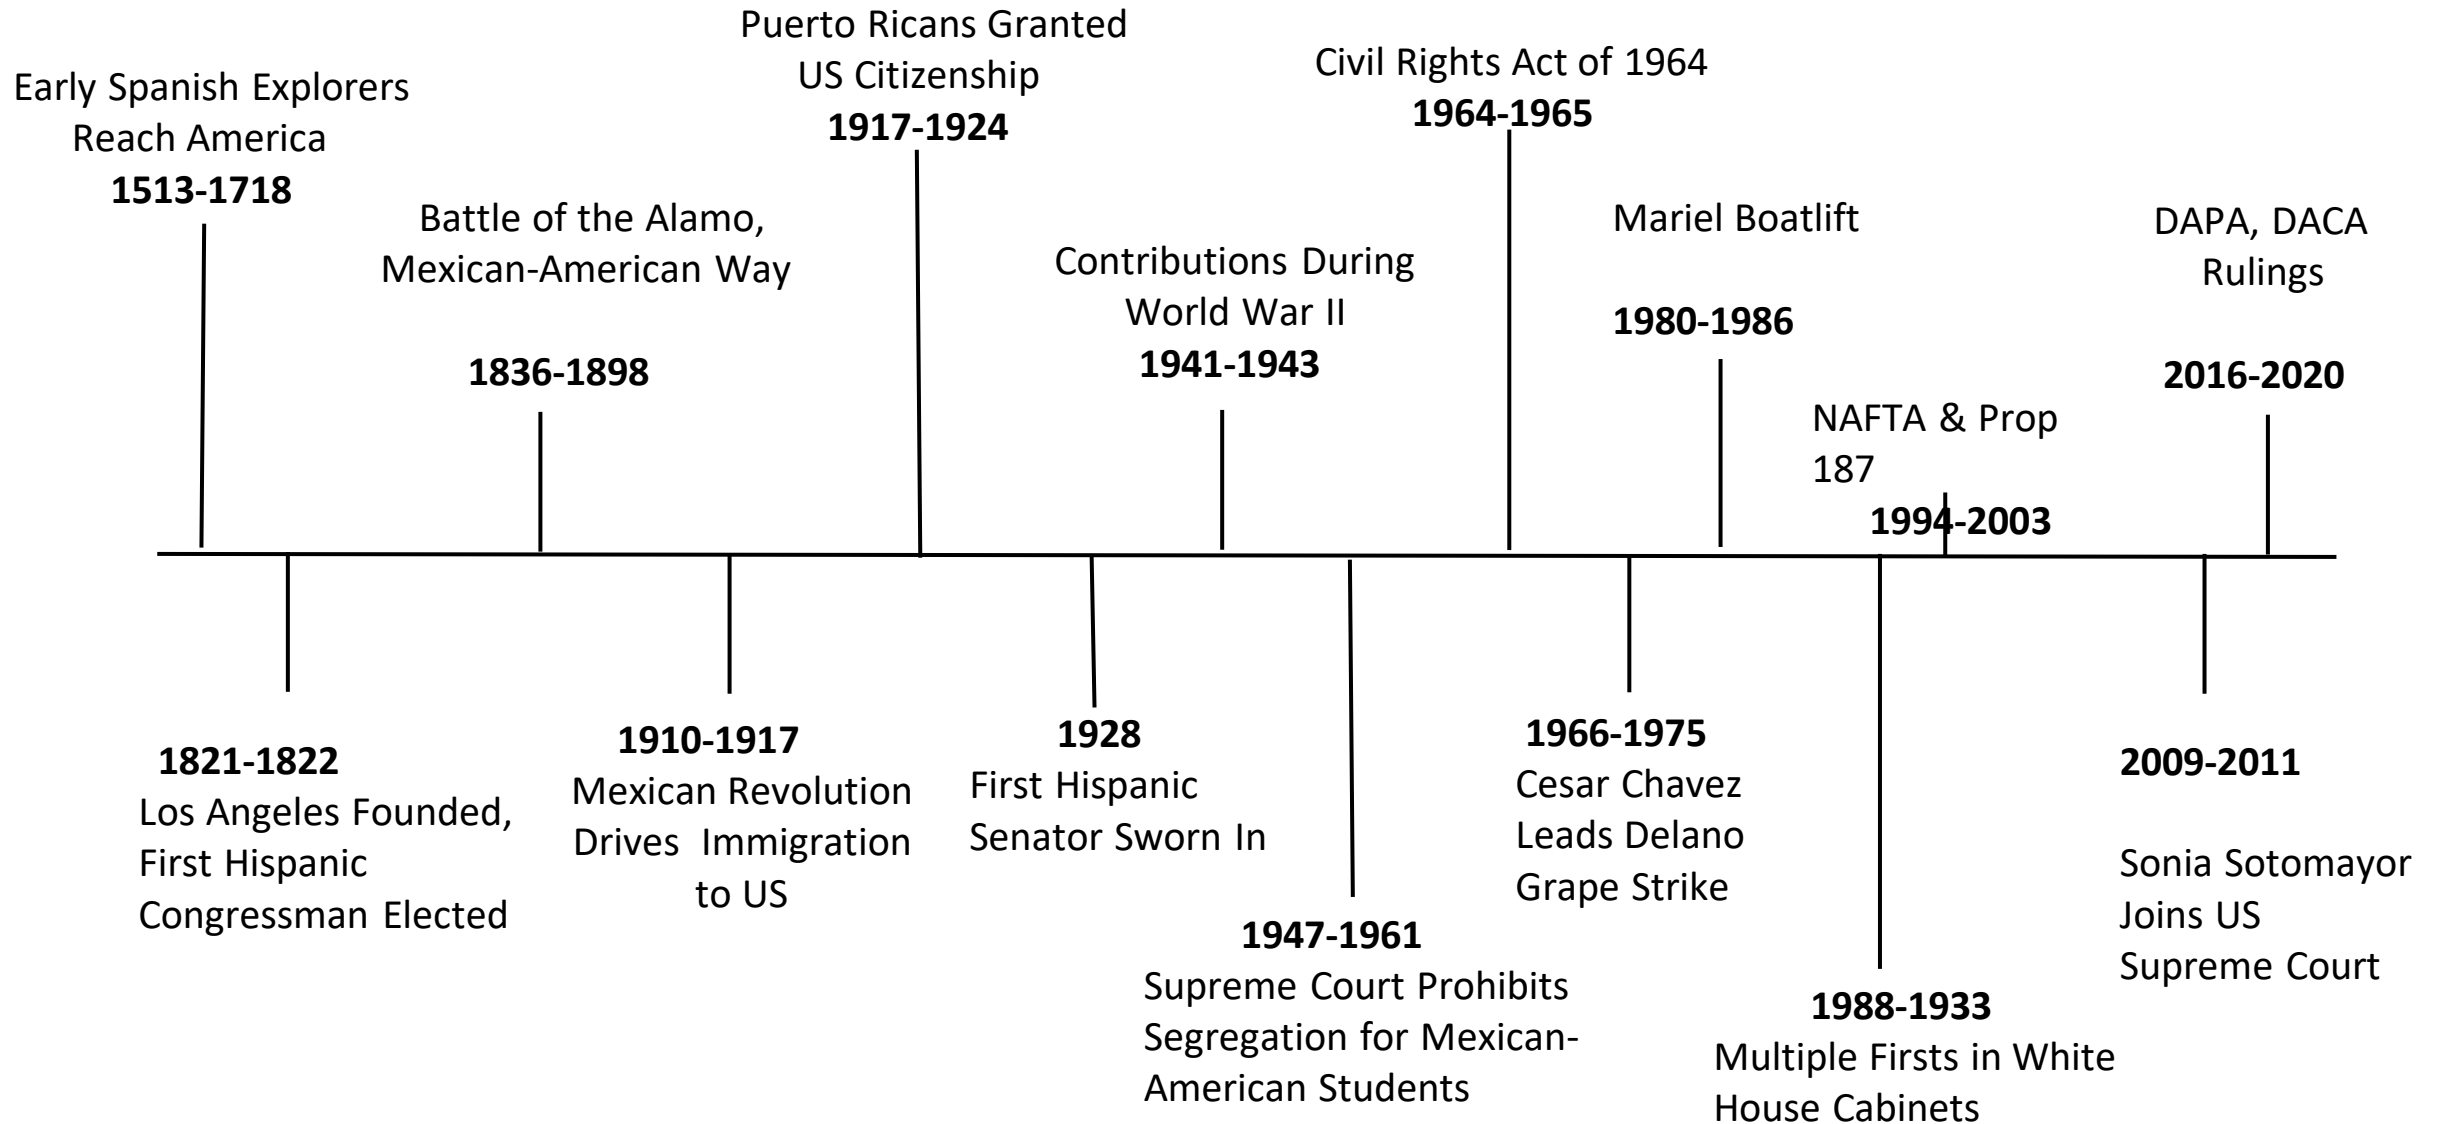 Early Spanish Explorers
Reach America
1513-1718
Battle of the Alamo,
Mexican-American Way
1836-1898
Puerto Ricans Granted
US Citizenship
1917-1924
Contributions During
World War II
1941-1943
Civil Rights Act of 1964
1964-1965
Mariel Boatlift
1980-1986
NAFTA & Prop
187
1994-2003
DAPA, DACA
Rulings
2016-2020
1821-1822
Los Angeles Founded,
First Hispanic
Congressman Elected
1910-1917
Mexican Revolution
Drives Immigration
to US
1928
First Hispanic
Senator Sworn In
1947-1961
Supreme Court Prohibits
Segregation for Mexican-
American Students
1966-1975
Cesar Chavez
Leads Delano
Grape Strike
1988-1933
Multiple Firsts in White
House Cabinets
2009-2011
Sonia Sotomayor
Joins US
Supreme Court